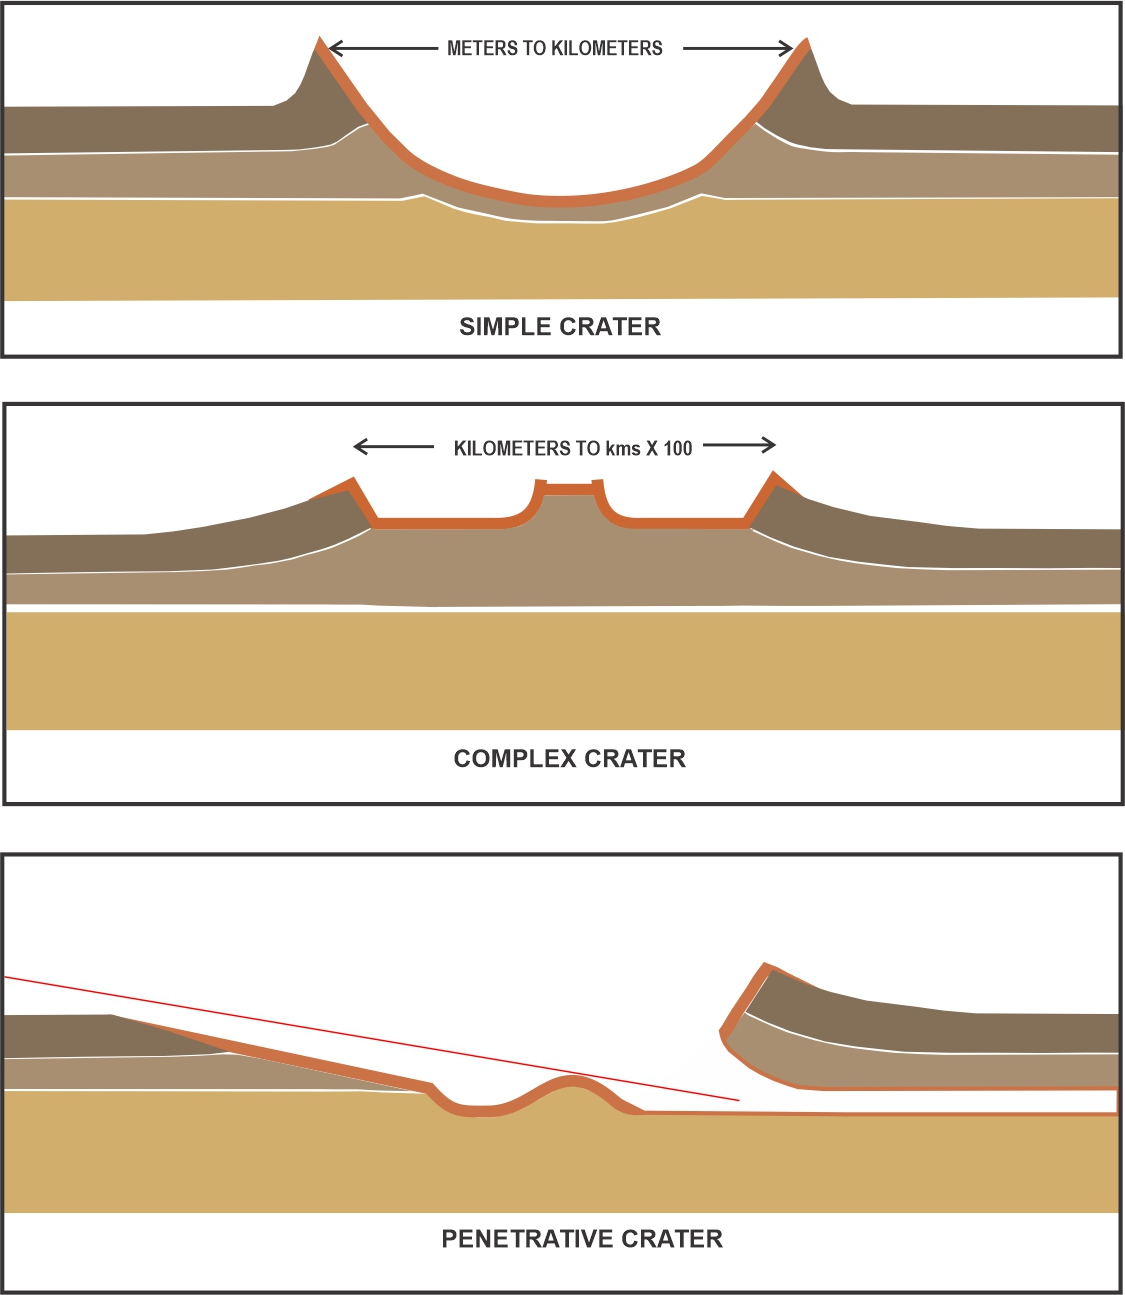 METERS TO KILOMETERS
SIMPLE CRATER
KILOMETERS TO kms X 100
COMPLEX CRATER
PENETRATIVE CRATER